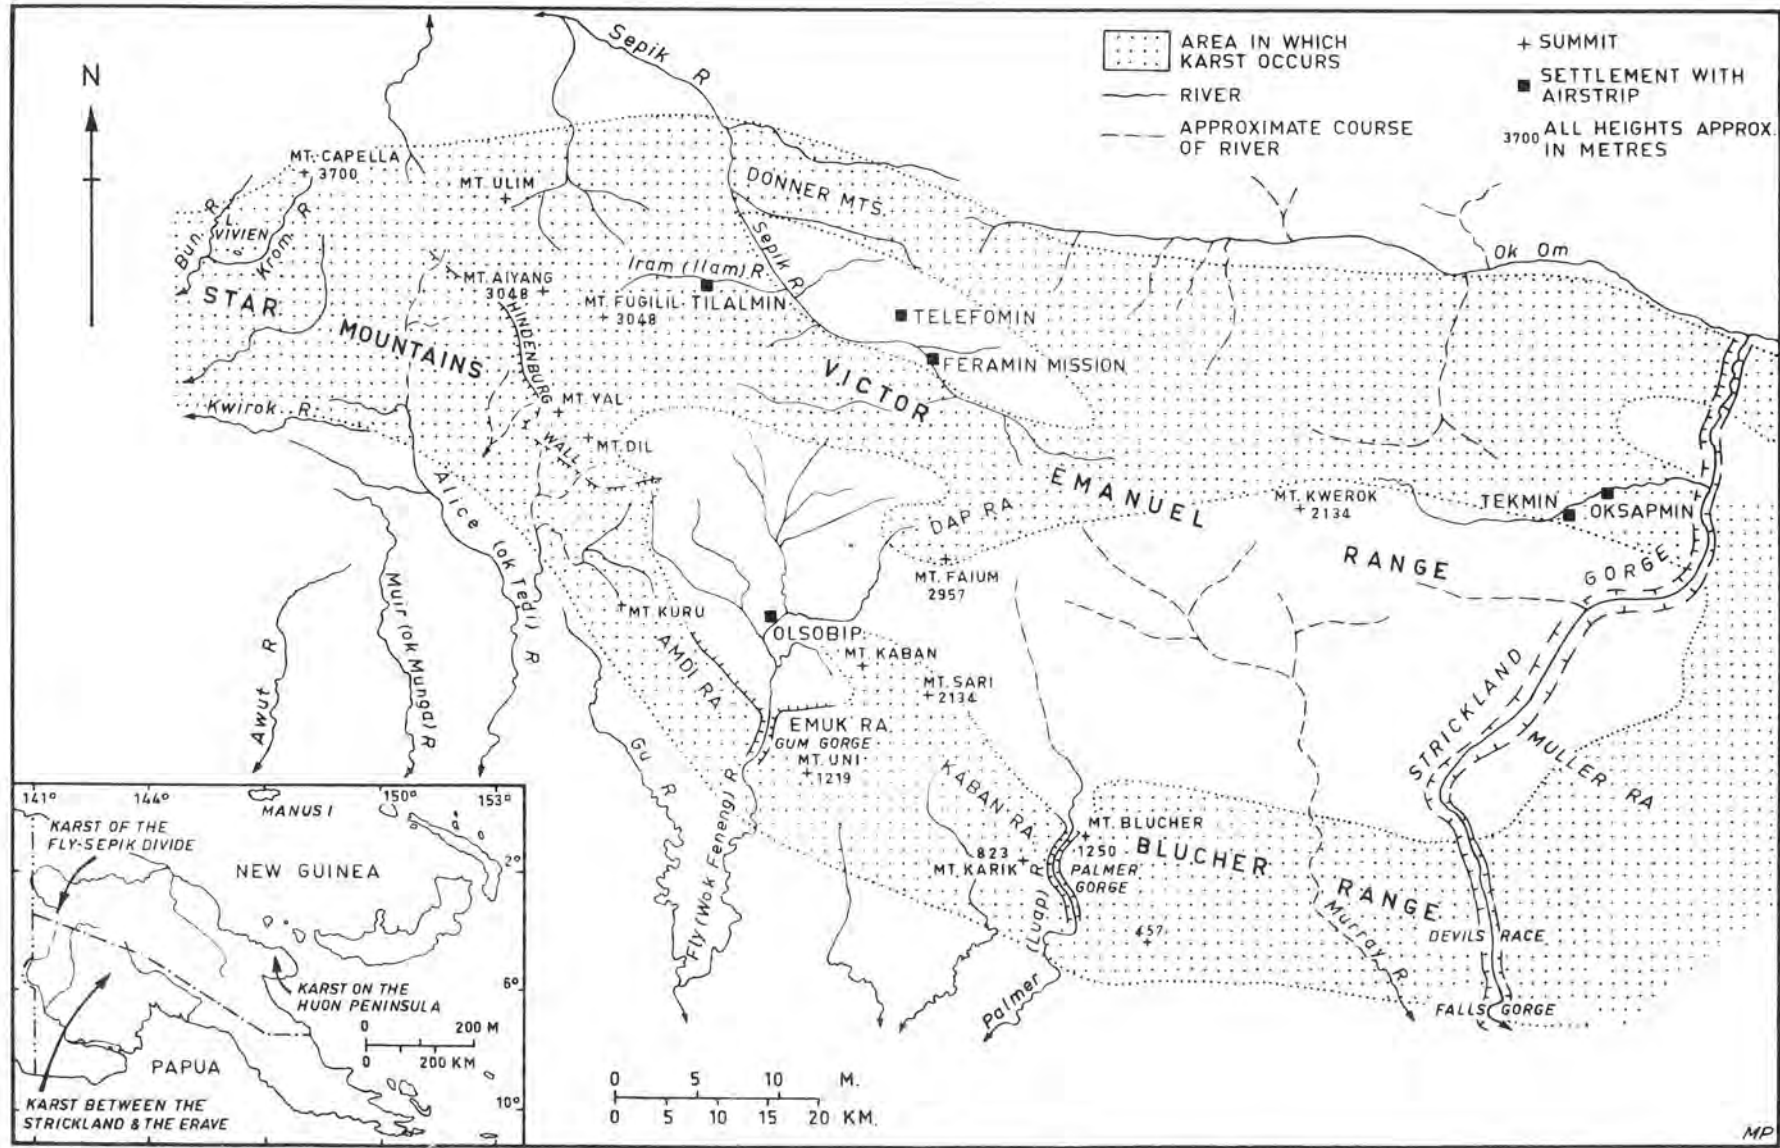 Sepik R
AREA IN WHICH
KARST OCCURS
RIVER
APPROXIMATE COURSE
OF RIVER
+ SUMMIT
SETTLEMENT WITH
AIRSTRIP
3700 ALL HEIGHTS APPROX.
IN METRES
N
MT. CAPELLA
+ 3700
MT. ULIM
+
DONNER MTS.
Bun. R
L.
VIVIEN
Krom. R
Sepik R
Ok Om
STAR
MOUNTAINS
MT. AIYANG
3048 +
Iram (Ilam) R.
MT. FUGILIL
+ 3048
TILALMIN
TELEFOMIN
HINDENBURG
WALL
FERAMIN MISSION
VICTOR
EMANUEL
RANGE
Kwirok R.
+ MT. YAL
+ MT. DIL
Alice (ok Tedi) R
DAP RA
MT. KWEROK
+ 2134
TEKMIN
OKSAPMIN
+
MT. FAIUM
2957
GORGE
STRICKLAND
Awut R
Muir (ok Mungal) R
+ MT. KURU
AMDI RA.
OLSOBIP
MT. KABAN
+
MT. SARI
+ 2134
EMUK RA.
GUM GORGE
MT. UNI
+ 1219
Gu R
Fly (Wok Feneng) R
KABAN RA.
MULLER RA
+ MT. BLUCHER
1250
BLUCHER
RANGE
823 +
MT. KARIK
PALMER
GORGE
(Luap) R
Palmer
457
+
Murray R
DEVILS RACE
FALLS GORGE
141° 144° 150° 153°
MANUS I
KARST OF THE
FLY-SEPIK DIVIDE
NEW GUINEA
2°
KARST ON THE
HUON PENINSULA
6°
0 200 M
0 200 KM
PAPUA
KARST BETWEEN THE
STRICKLAND & THE ERAVE
10°
0 5 10 M.
0 5 10 15 20 KM.
MP